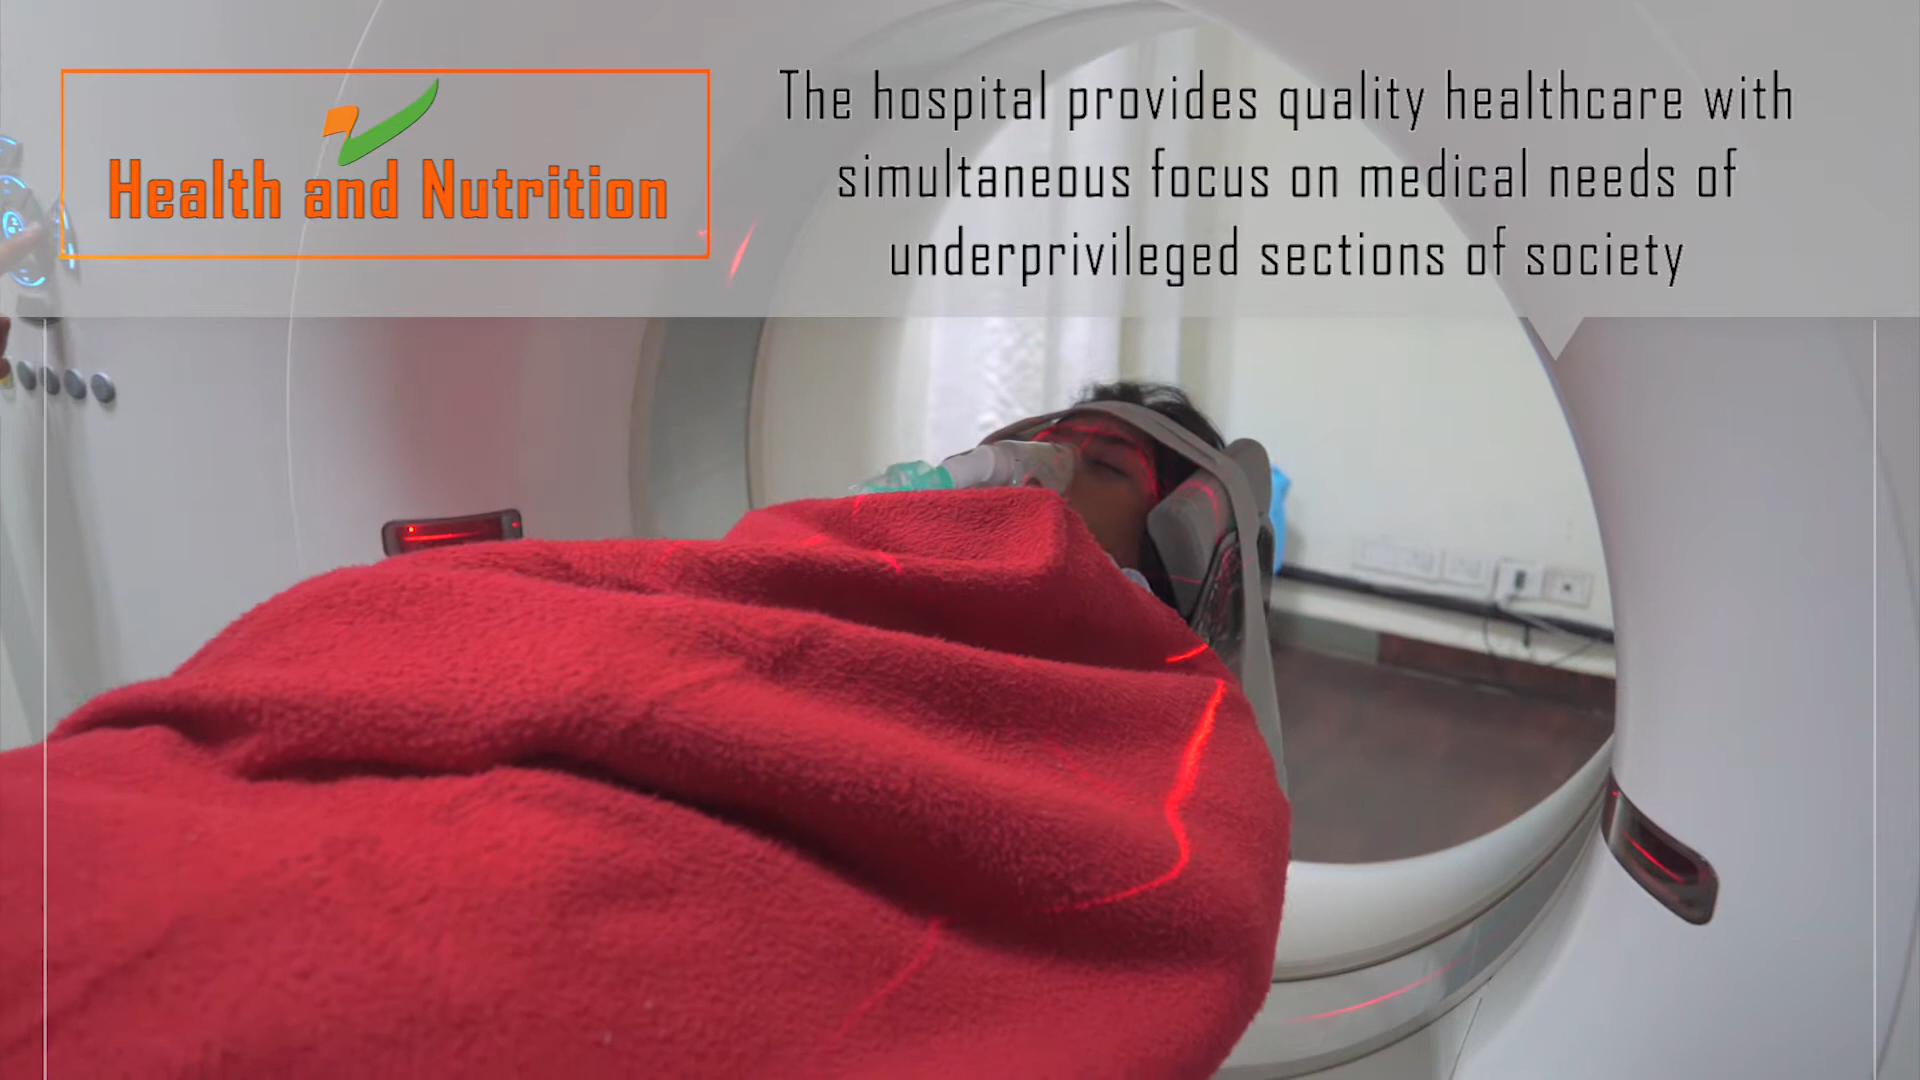 Health and Nutrition
The hospital provides quality healthcare with
simultaneous focus on medical needs of
underprivileged sections of society